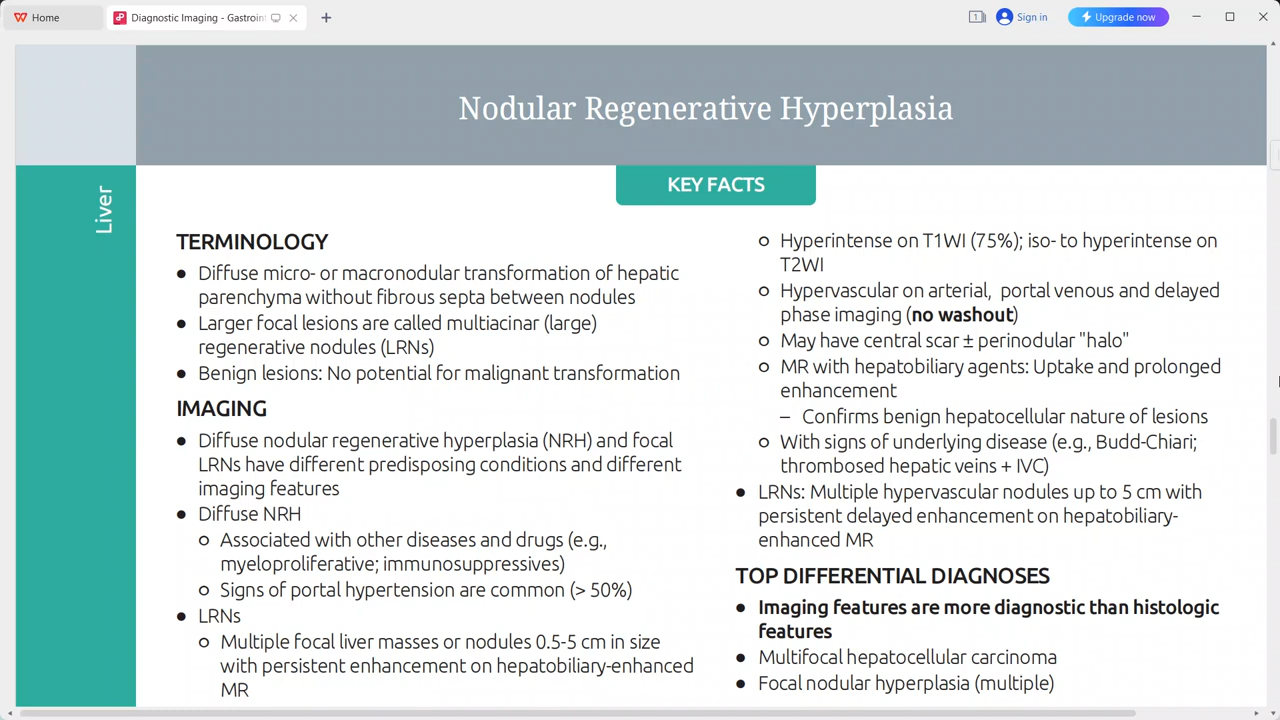 Home
Diagnostic Imaging - Gastroint
1
Sign in
Upgrade now
Nodular Regenerative Hyperplasia
Liver
KEY FACTS
TERMINOLOGY
● Diffuse micro- or macronodular transformation of hepatic
parenchyma without fibrous septa between nodules
● Larger focal lesions are called multiacinar (large)
regenerative nodules (LRNs)
● Benign lesions: No potential for malignant transformation
IMAGING
● Diffuse nodular regenerative hyperplasia (NRH) and focal
LRNs have different predisposing conditions and different
imaging features
● Diffuse NRH
○ Associated with other diseases and drugs (e.g.,
myeloproliferative; immunosuppressives)
○ Signs of portal hypertension are common (> 50%)
● LRNs
○ Multiple focal liver masses or nodules 0.5-5 cm in size
with persistent enhancement on hepatobiliary-enhanced
MR
○ Hyperintense on T1WI (75%); iso- to hyperintense on
T2WI
○ Hypervascular on arterial, portal venous and delayed
phase imaging (no washout)
○ May have central scar ± perinodular "halo"
○ MR with hepatobiliary agents: Uptake and prolonged
enhancement
– Confirms benign hepatocellular nature of lesions
○ With signs of underlying disease (e.g., Budd-Chiari;
thrombosed hepatic veins + IVC)
● LRNs: Multiple hypervascular nodules up to 5 cm with
persistent delayed enhancement on hepatobiliary-
enhanced MR
TOP DIFFERENTIAL DIAGNOSES
● Imaging features are more diagnostic than histologic
features
● Multifocal hepatocellular carcinoma
● Focal nodular hyperplasia (multiple)